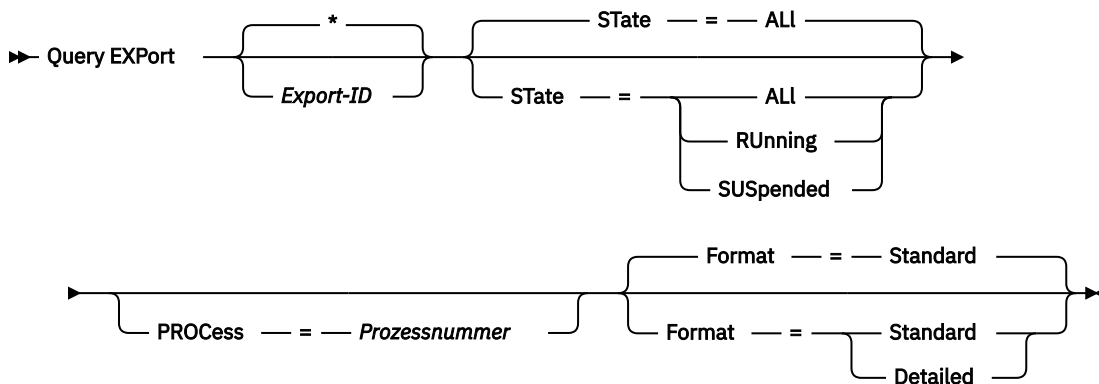 *
STate = ALl
Query EXPort
Export-ID
STate = ALl
RUnning
SUSpended
Format = Standard
PROCess = Prozessnummer
Format = Standard
Detailed